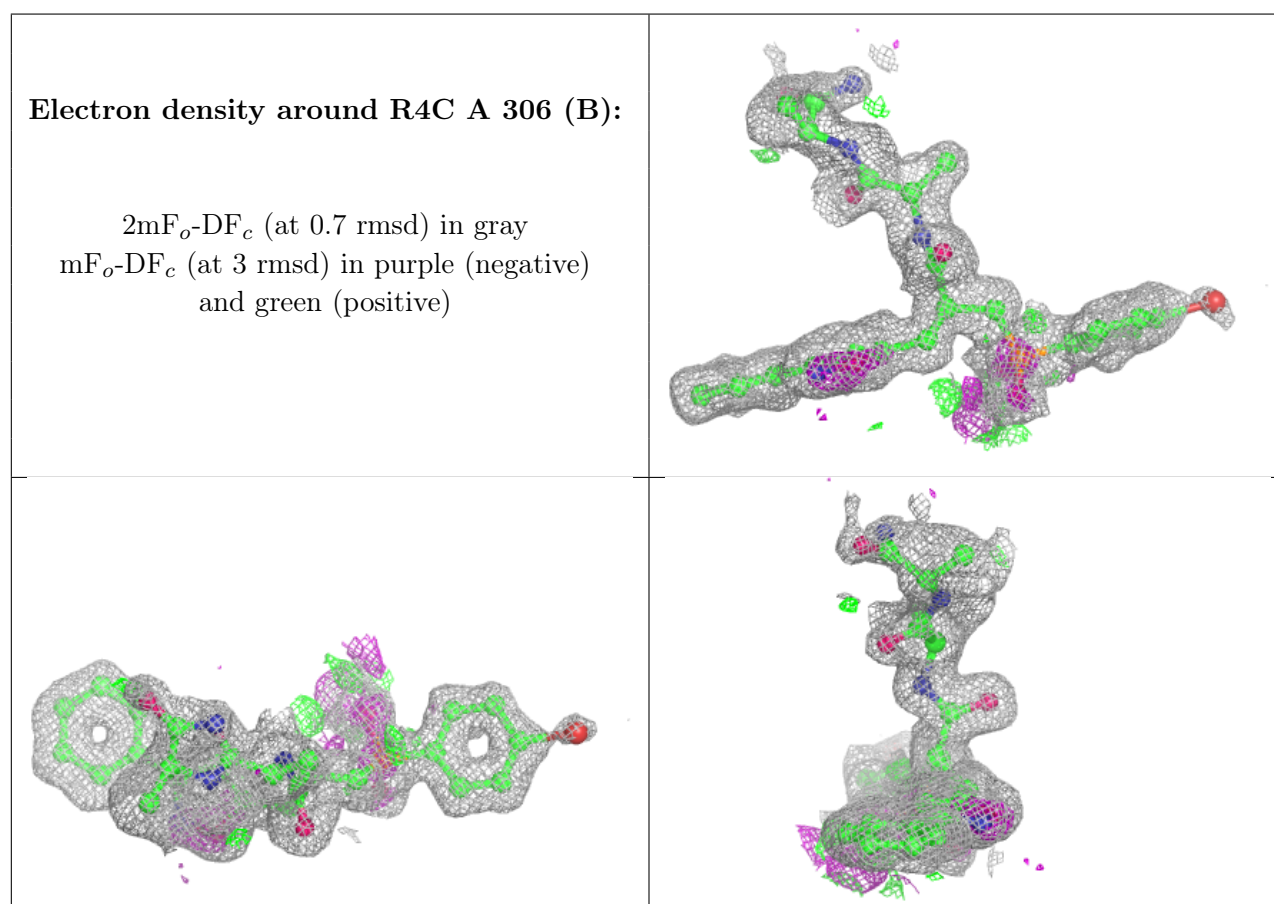 Electron density around R4C A 306 (B):
2mFₒ-DF𝒸 (at 0.7 rmsd) in gray
mFₒ-DF𝒸 (at 3 rmsd) in purple (negative)
and green (positive)